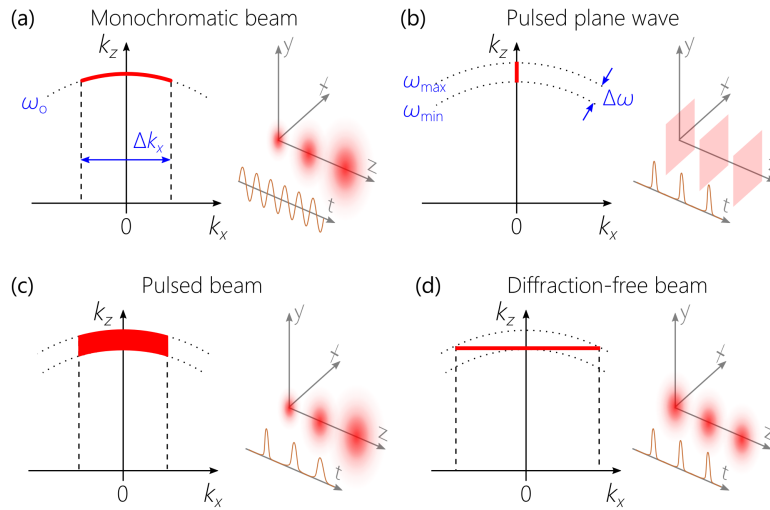 (a) Monochromatic beam
k_z
ω_o
Δk_x
0
k_x
y
x
z
t
(b) Pulsed plane wave
k_z
ω_max
ω_min
Δω
0
k_x
y
x
z
t
(c) Pulsed beam
k_z
0
k_x
y
x
z
t
(d) Diffraction-free beam
k_z
0
k_x
y
x
z
t